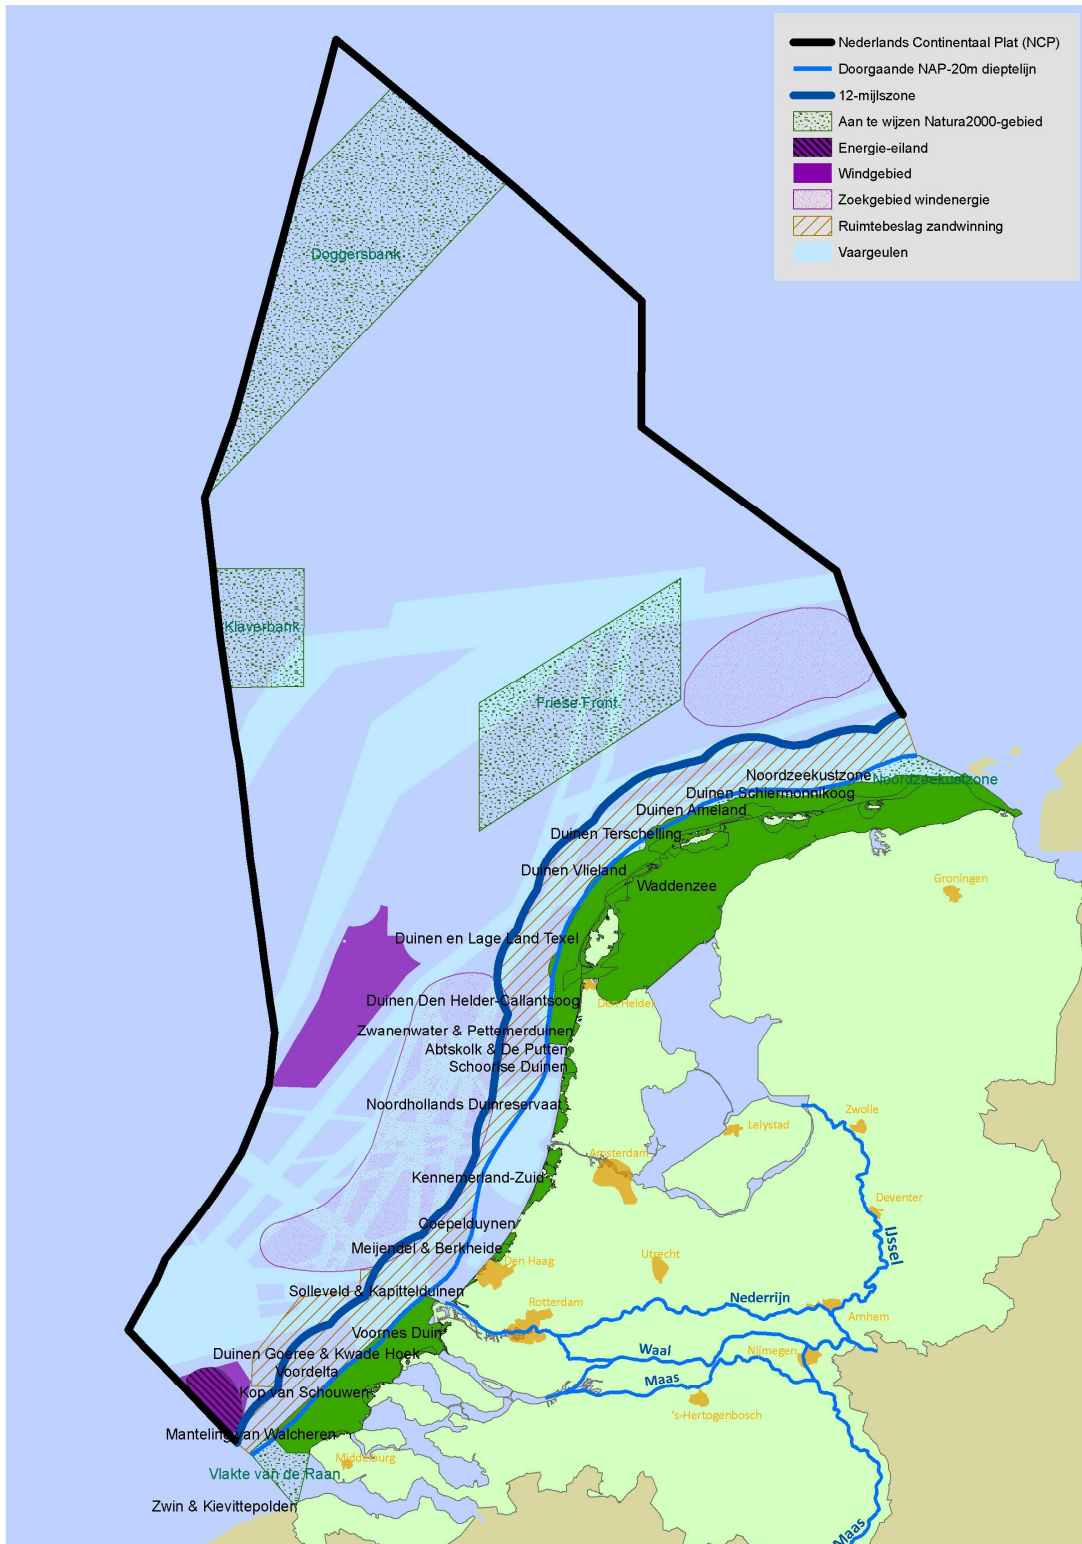 Nederlands Continentaal Plat (NCP)
Doorgaande NAP-20m dieptelijn
12-mijlszone
Aan te wijzen Natura2000-gebied
Energie-eiland
Windgebied
Zoekgebied windenergie
Ruimtebeslag zandwinning
Vaargeulen
Doggersbank
Klaverbank
Friese Front
Noordzeekustzone
Noordzeekustzone
Duinen Schiermonnikoog
Duinen Ameland
Duinen Terschelling
Duinen Vlieland
Waddenzee
Groningen
Duinen en Lage Land Texel
Duinen Den Helder-Callantsoog
Den Helder
Zwanenwater & Pettemerduinen
Abtskolk & De Putten
Schoorlse Duinen
Noordhollands Duinreservaat
Zwolle
Lelystad
Amsterdam
Kennemerland-Zuid
Deventer
Coepelduynen
IJssel
Meijendel & Berkheide
Den Haag
Utrecht
Solleveld & Kapittelduinen
Nederrijn
Rotterdam
Arnhem
Voornes Duin
Waal
Nijmegen
Duinen Goeree & Kwade Hoek
Voordelta
Maas
Kop van Schouwen
's-Hertogenbosch
Manteling van Walcheren
Middelburg
Vlakte van de Raan
Zwin & Kievittepolder
Maas